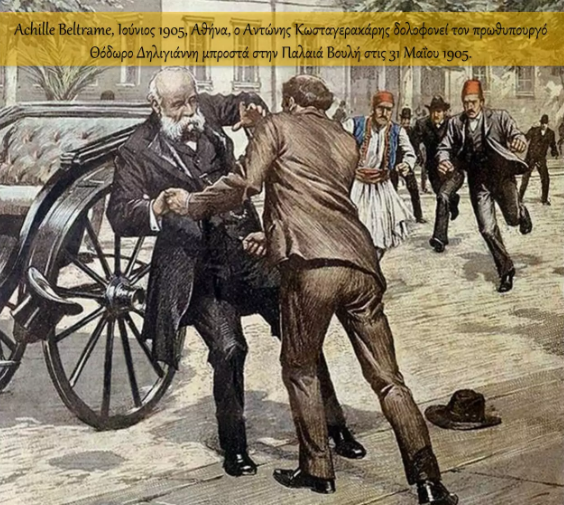 Achille Beltrame, Ιούνιος 1905, Αθήνα, ο Αντώνης Κωσταγερακάρης δολοφονεί τον πρωθυπουργό
Θόδωρο Δηλιγιάννη μπροστά στην Παλαιά Βουλή στις 31 Μαΐου 1905.